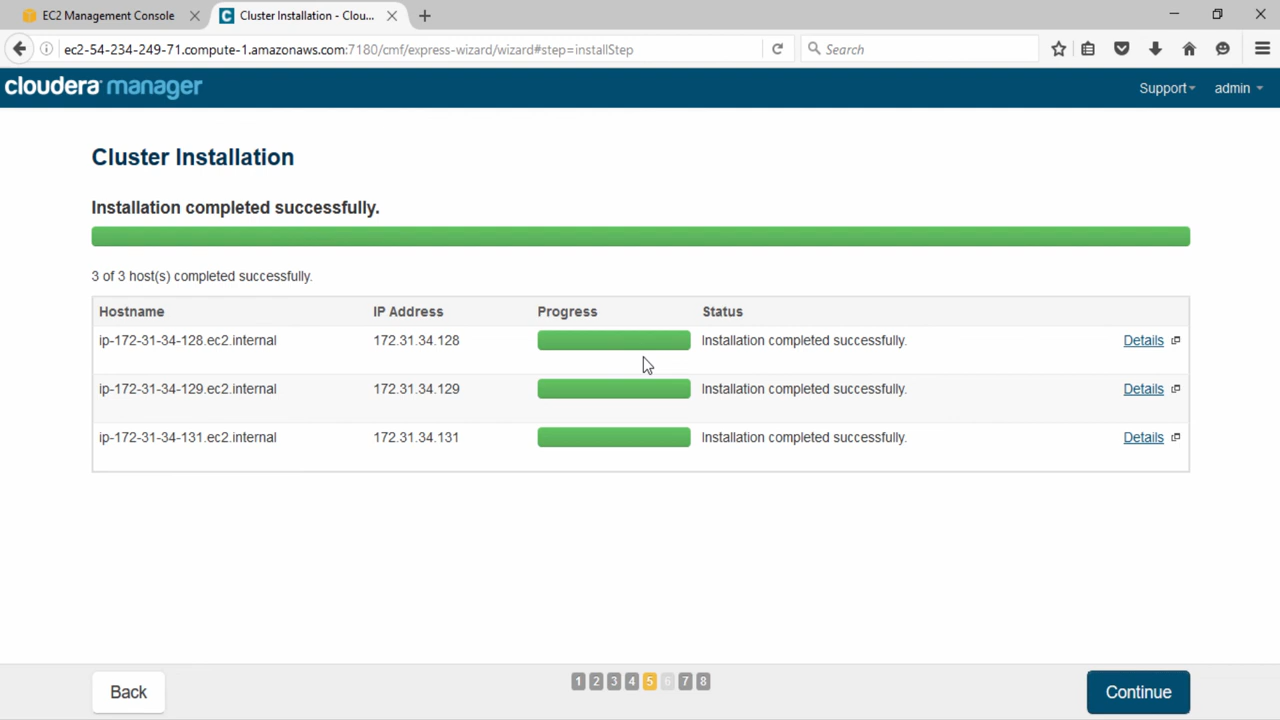 EC2 Management Console
Cluster Installation - Clou...
ec2-54-234-249-71.compute-1.amazonaws.com:7180/cmf/express-wizard/wizard#step=installStep
Search
cloudera manager
Support
admin
Cluster Installation
Installation completed successfully.
3 of 3 host(s) completed successfully.
Hostname IP Address Progress Status
ip-172-31-34-128.ec2.internal 172.31.34.128 Installation completed successfully. Details
ip-172-31-34-129.ec2.internal 172.31.34.129 Installation completed successfully. Details
ip-172-31-34-131.ec2.internal 172.31.34.131 Installation completed successfully. Details
Back
1 2 3 4 5 6 7 8
Continue